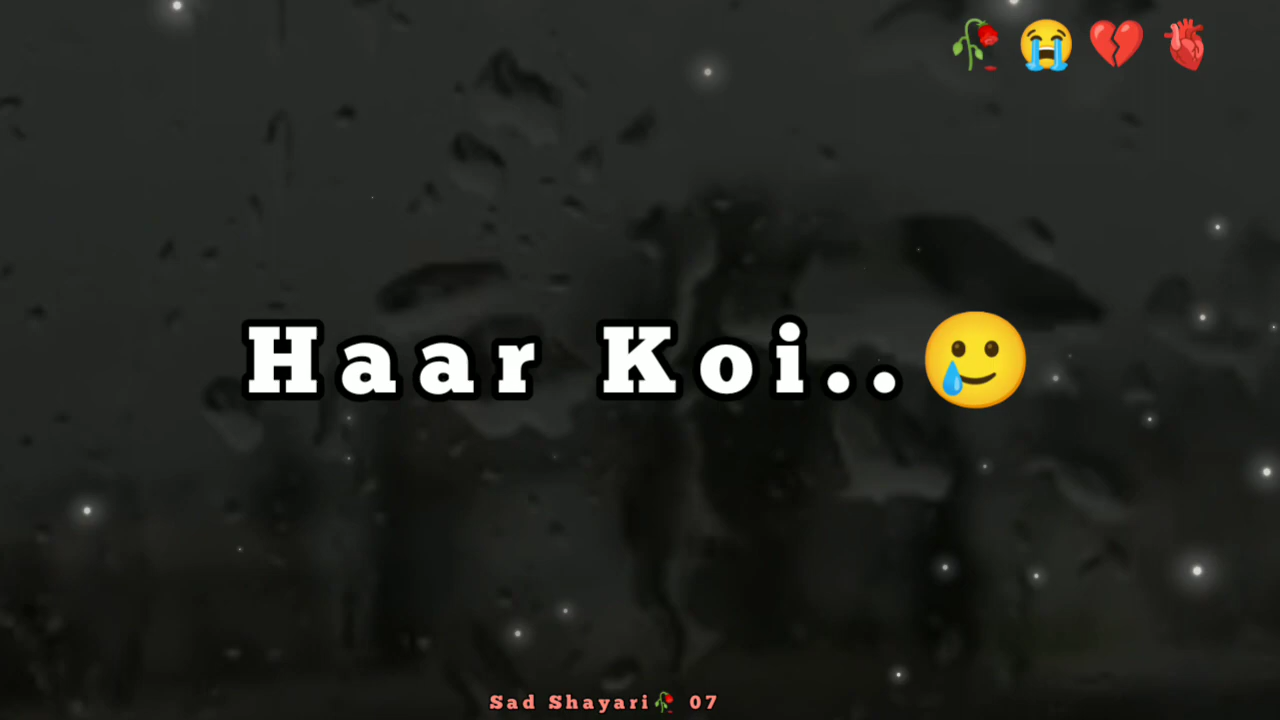 🥀 😭 💔 🫀
Haar Koi..🥲
Sad Shayari🥀 07